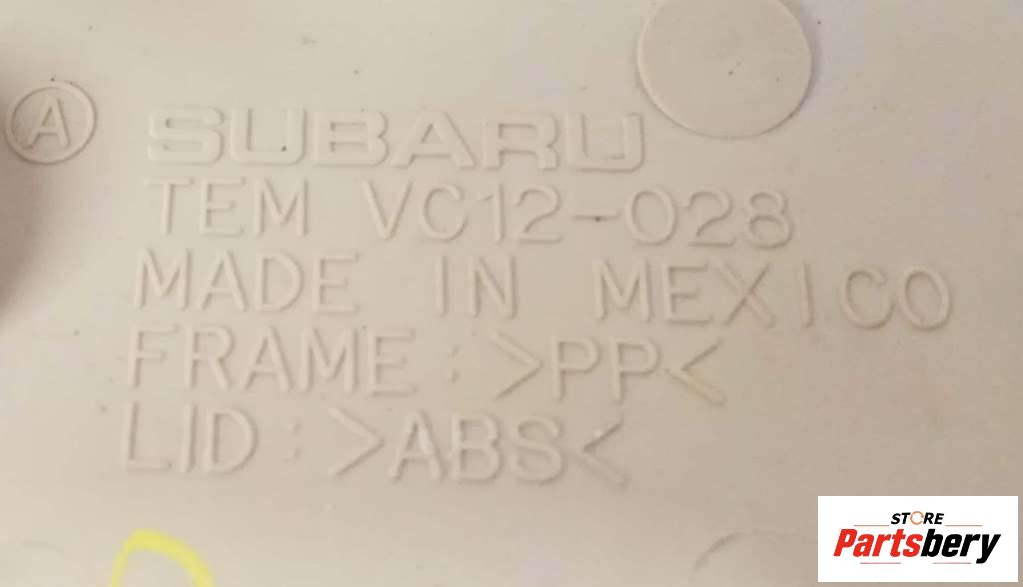 A
SUBARU
TEM VC12-028
MADE IN MEXICO
FRAME: >PP<
LID: >ABS<
STORE
Partsbery